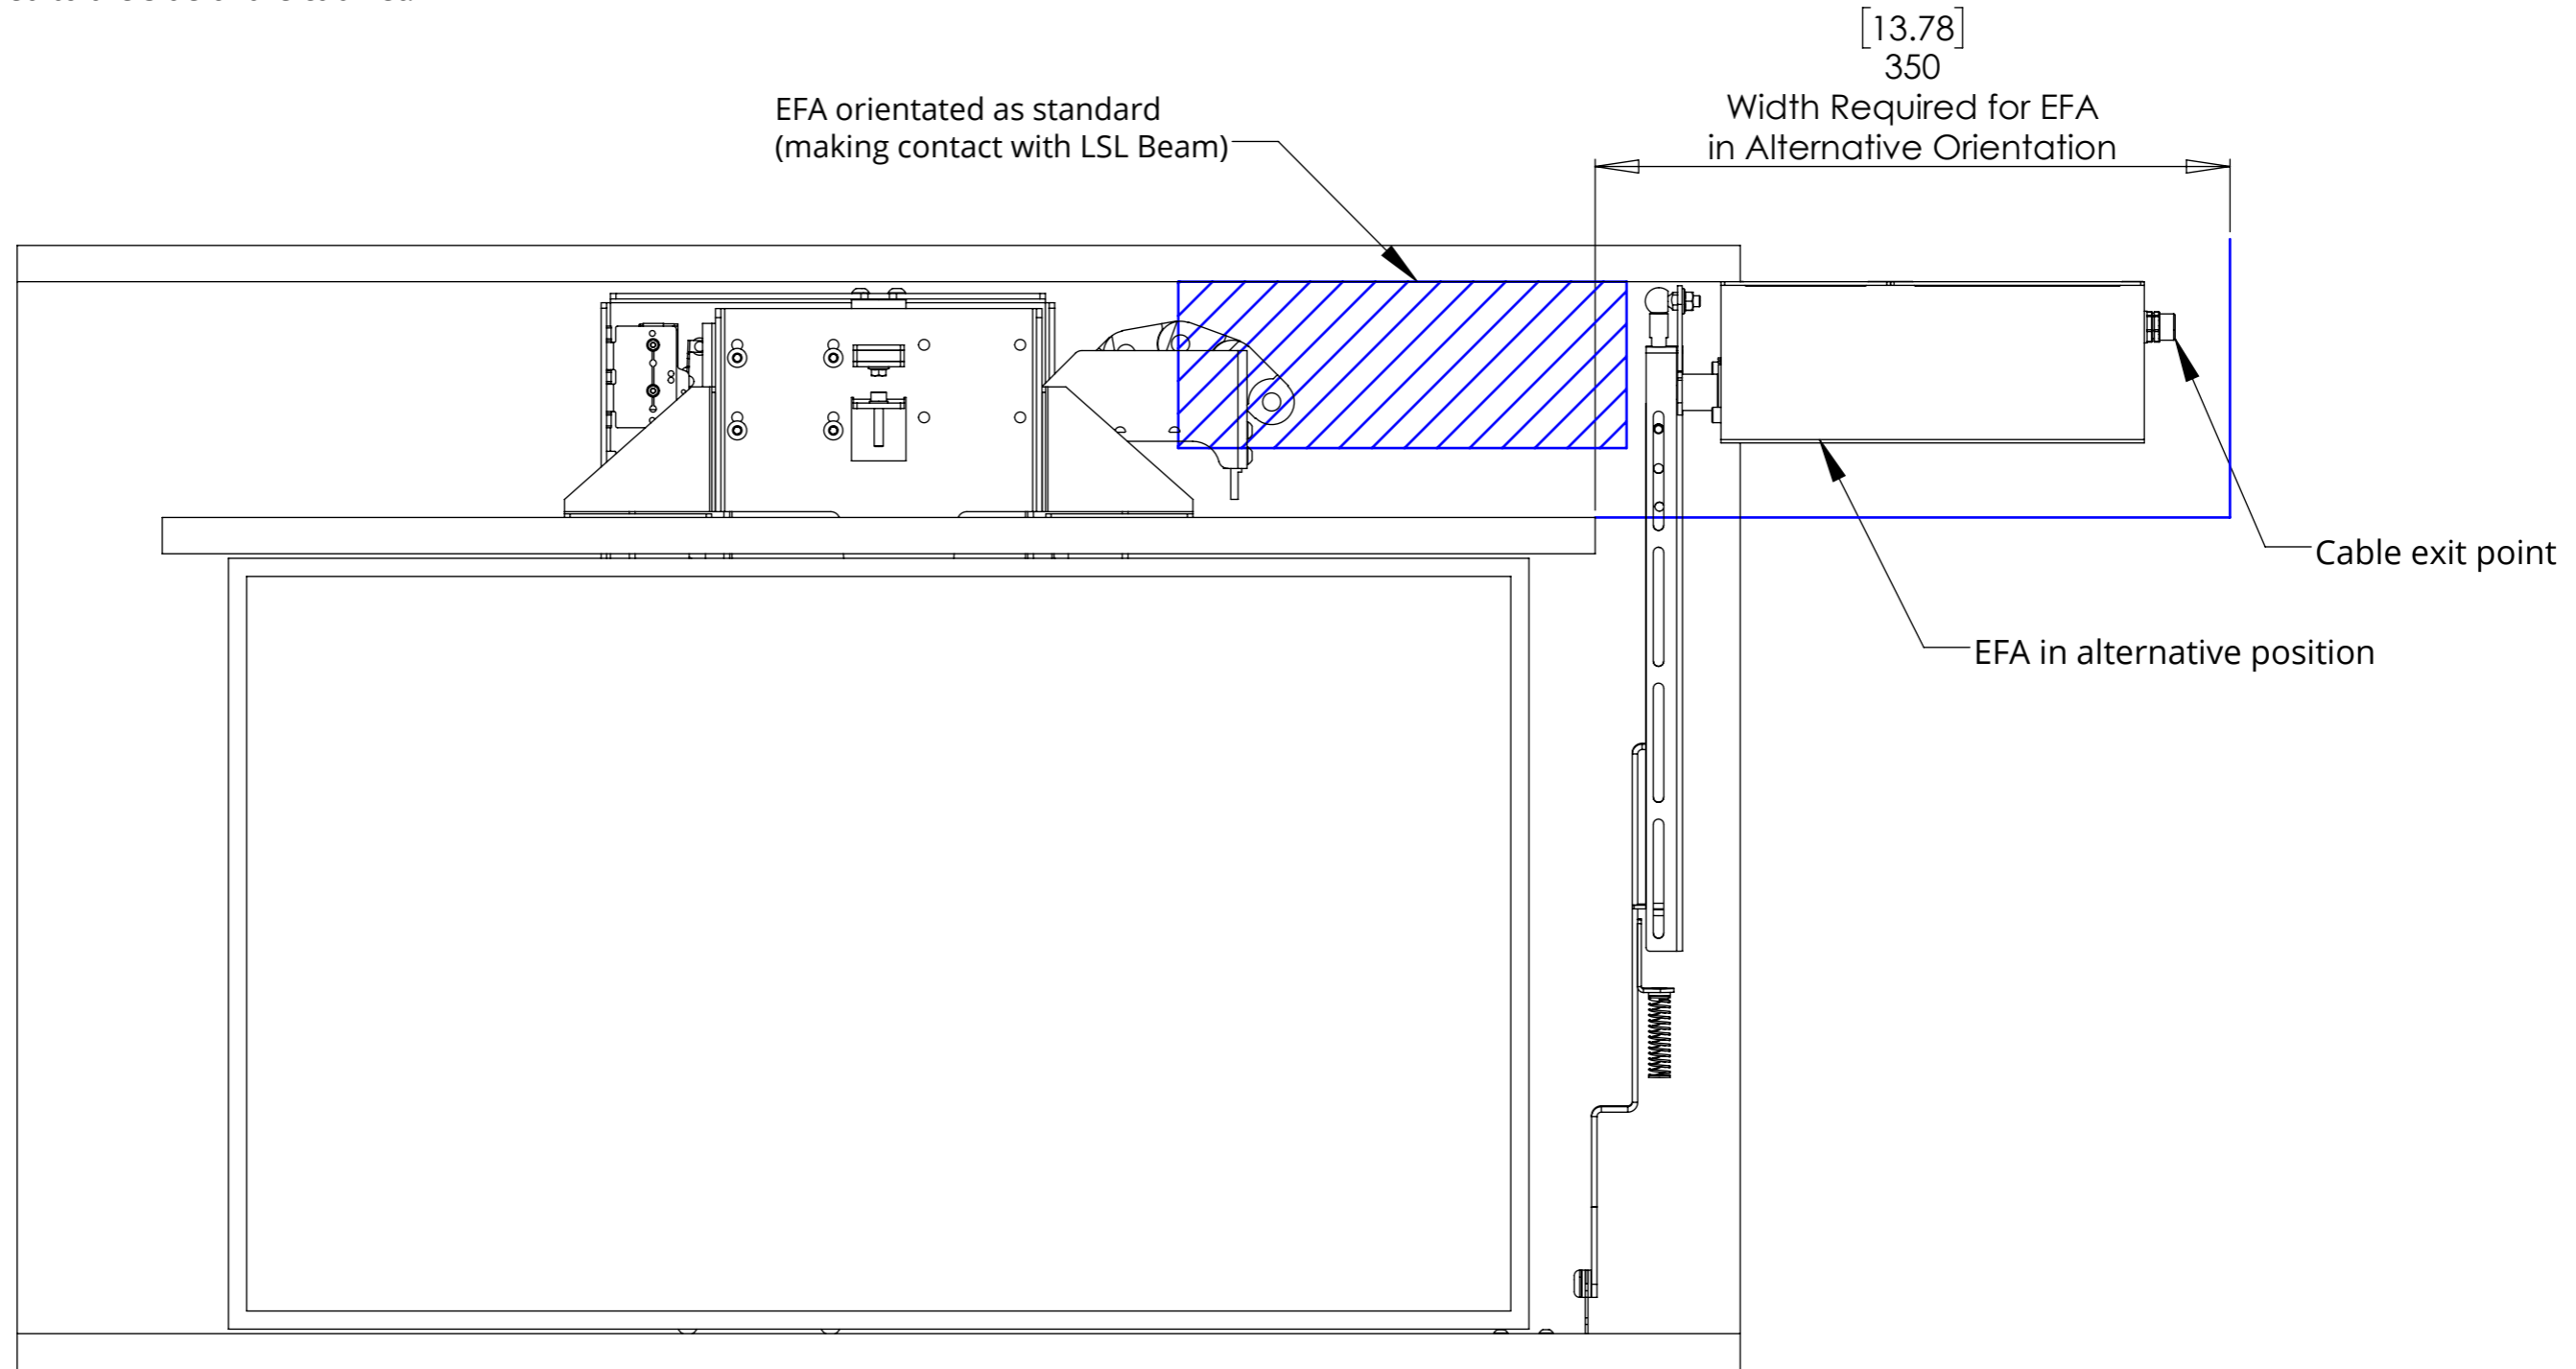 [13.78]
350
Width Required for EFA
in Alternative Orientation
EFA orientated as standard
(making contact with LSL Beam)
Cable exit point
EFA in alternative position